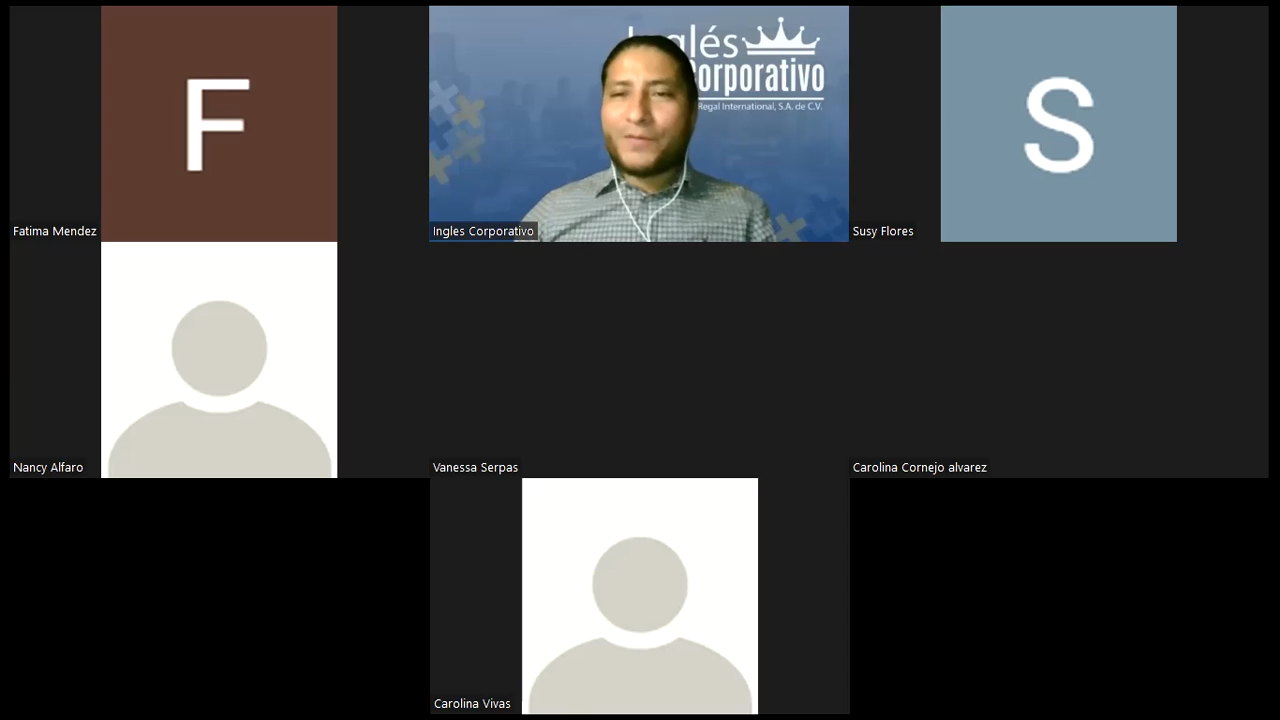 F
Inglés
Corporativo
Regal International, S.A. de C.V.
S
Fatima Mendez
Ingles Corporativo
Susy Flores
Nancy Alfaro
Vanessa Serpas
Carolina Cornejo alvarez
Carolina Vivas